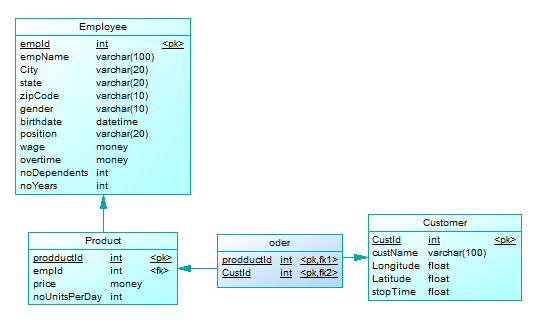 Employee
empId int <pk>
empName varchar(100)
City varchar(20)
state varchar(20)
zipCode varchar(10)
gender varchar(10)
birthdate datetime
position varchar(20)
wage money
overtime money
noDependents int
noYears int
Product
prodductId int <pk>
empId int <fk>
price money
noUnitsPerDay int
oder
prodductId int <pk,fk1>
CustId int <pk,fk2>
Customer
CustId int <pk>
custName varchar(100)
Longitude float
Latitude float
stopTime float